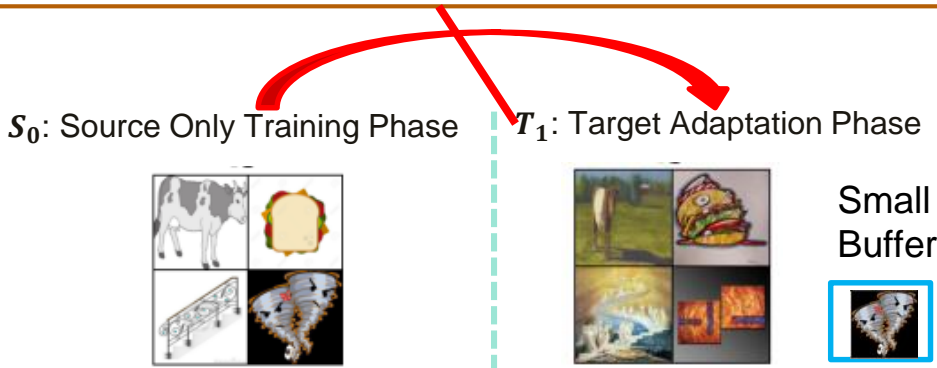 S₀: Source Only Training Phase
T₁: Target Adaptation Phase
Small
Buffer